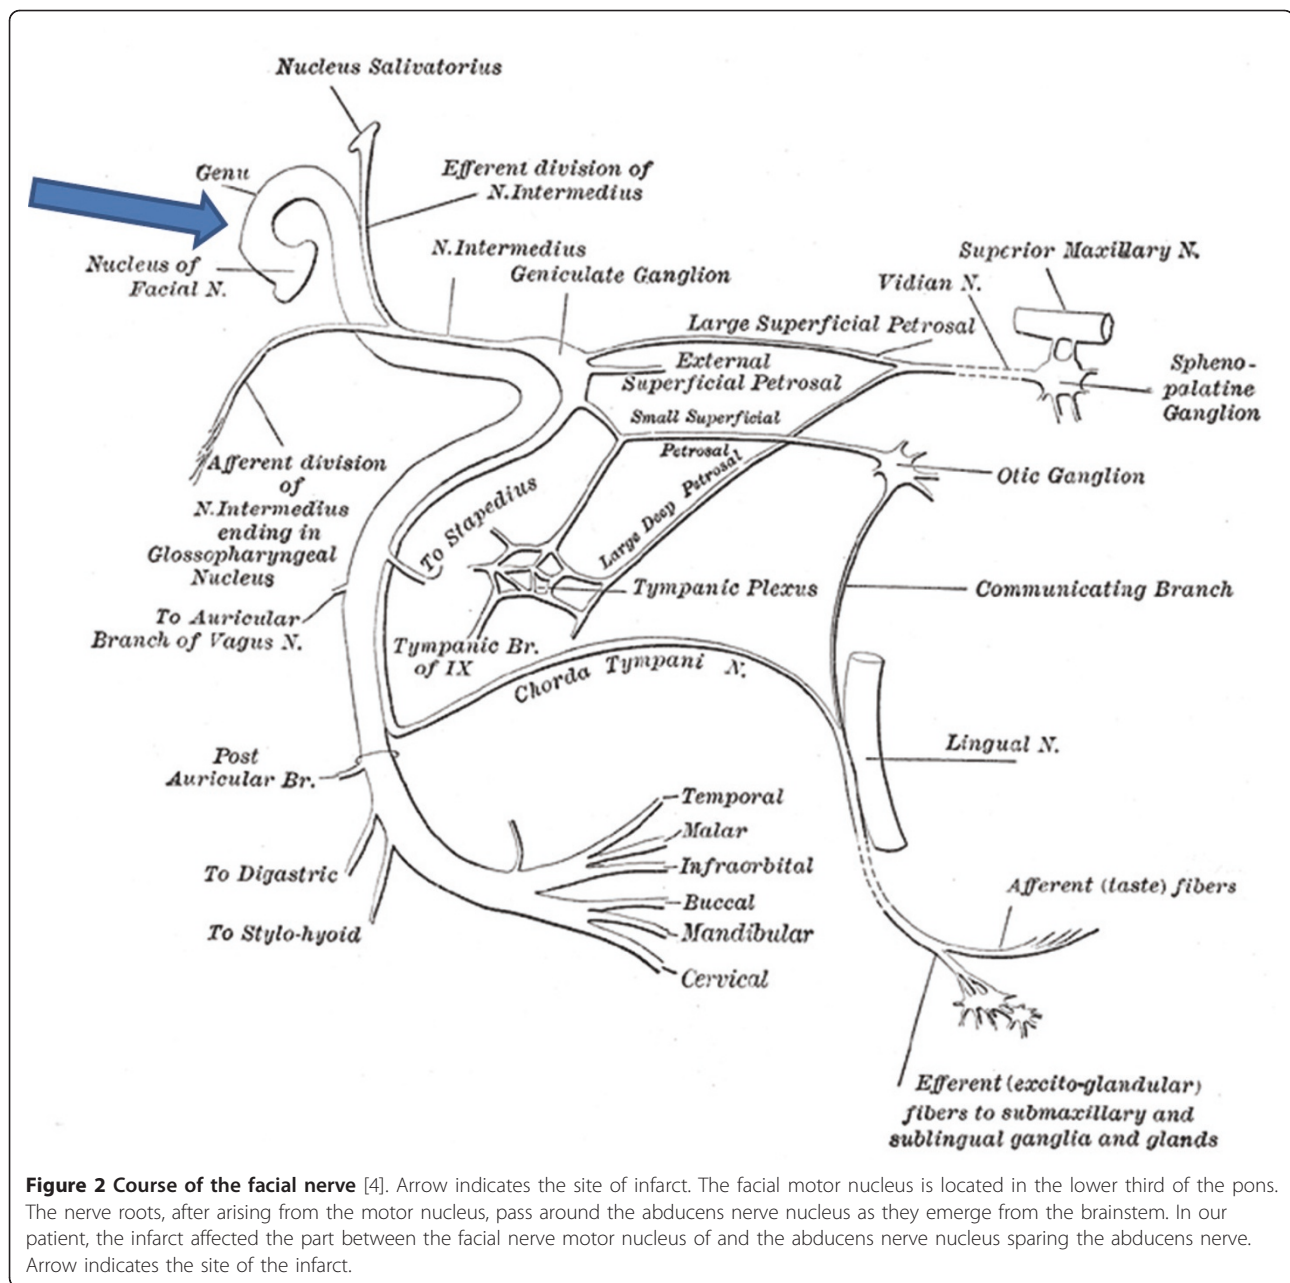 Nucleus Salivatorius
Genu
Efferent division of
N.Intermedius
Nucleus of
Facial N.
N.Intermedius
Geniculate Ganglion
Superior Maxillary N.
Vidian N.
Large Superficial Petrosal
External
Superficial Petrosal
Spheno-
palatine
Ganglion
Small Superficial
Petrosal
Large Deep Petrosal
Otic Ganglion
Afferent division
of
N.Intermedius
ending in
Glossopharyngeal
Nucleus
To Stapedius
Tympanic Plexus
Communicating Branch
To Auricular
Branch of Vagus N.
Tympanic Br.
of IX
Chorda Tympani N.
Lingual N.
Post
Auricular Br.
Temporal
Malar
Infraorbital
Buccal
Mandibular
Cervical
To Digastric
To Stylo-hyoid
Afferent (taste) fibers
Efferent (excito-glandular)
fibers to submaxillary and
sublingual ganglia and glands
Figure 2 Course of the facial nerve [4]. Arrow indicates the site of infarct. The facial motor nucleus is located in the lower third of the pons.
The nerve roots, after arising from the motor nucleus, pass around the abducens nerve nucleus as they emerge from the brainstem. In our
patient, the infarct affected the part between the facial nerve motor nucleus of and the abducens nerve nucleus sparing the abducens nerve.
Arrow indicates the site of the infarct.